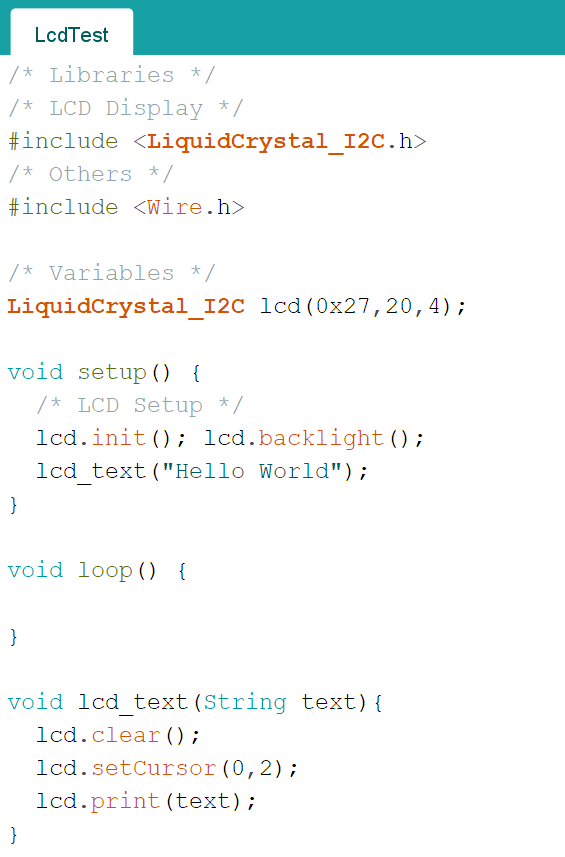 LcdTest
/* Libraries */
/* LCD Display */
#include <LiquidCrystal_I2C.h>
/* Others */
#include <Wire.h>

/* Variables */
LiquidCrystal_I2C lcd(0x27,20,4);

void setup() {
  /* LCD Setup */
  lcd.init(); lcd.backlight();
  lcd_text("Hello World");
}

void loop() {

}

void lcd_text(String text){
  lcd.clear();
  lcd.setCursor(0,2);
  lcd.print(text);
}